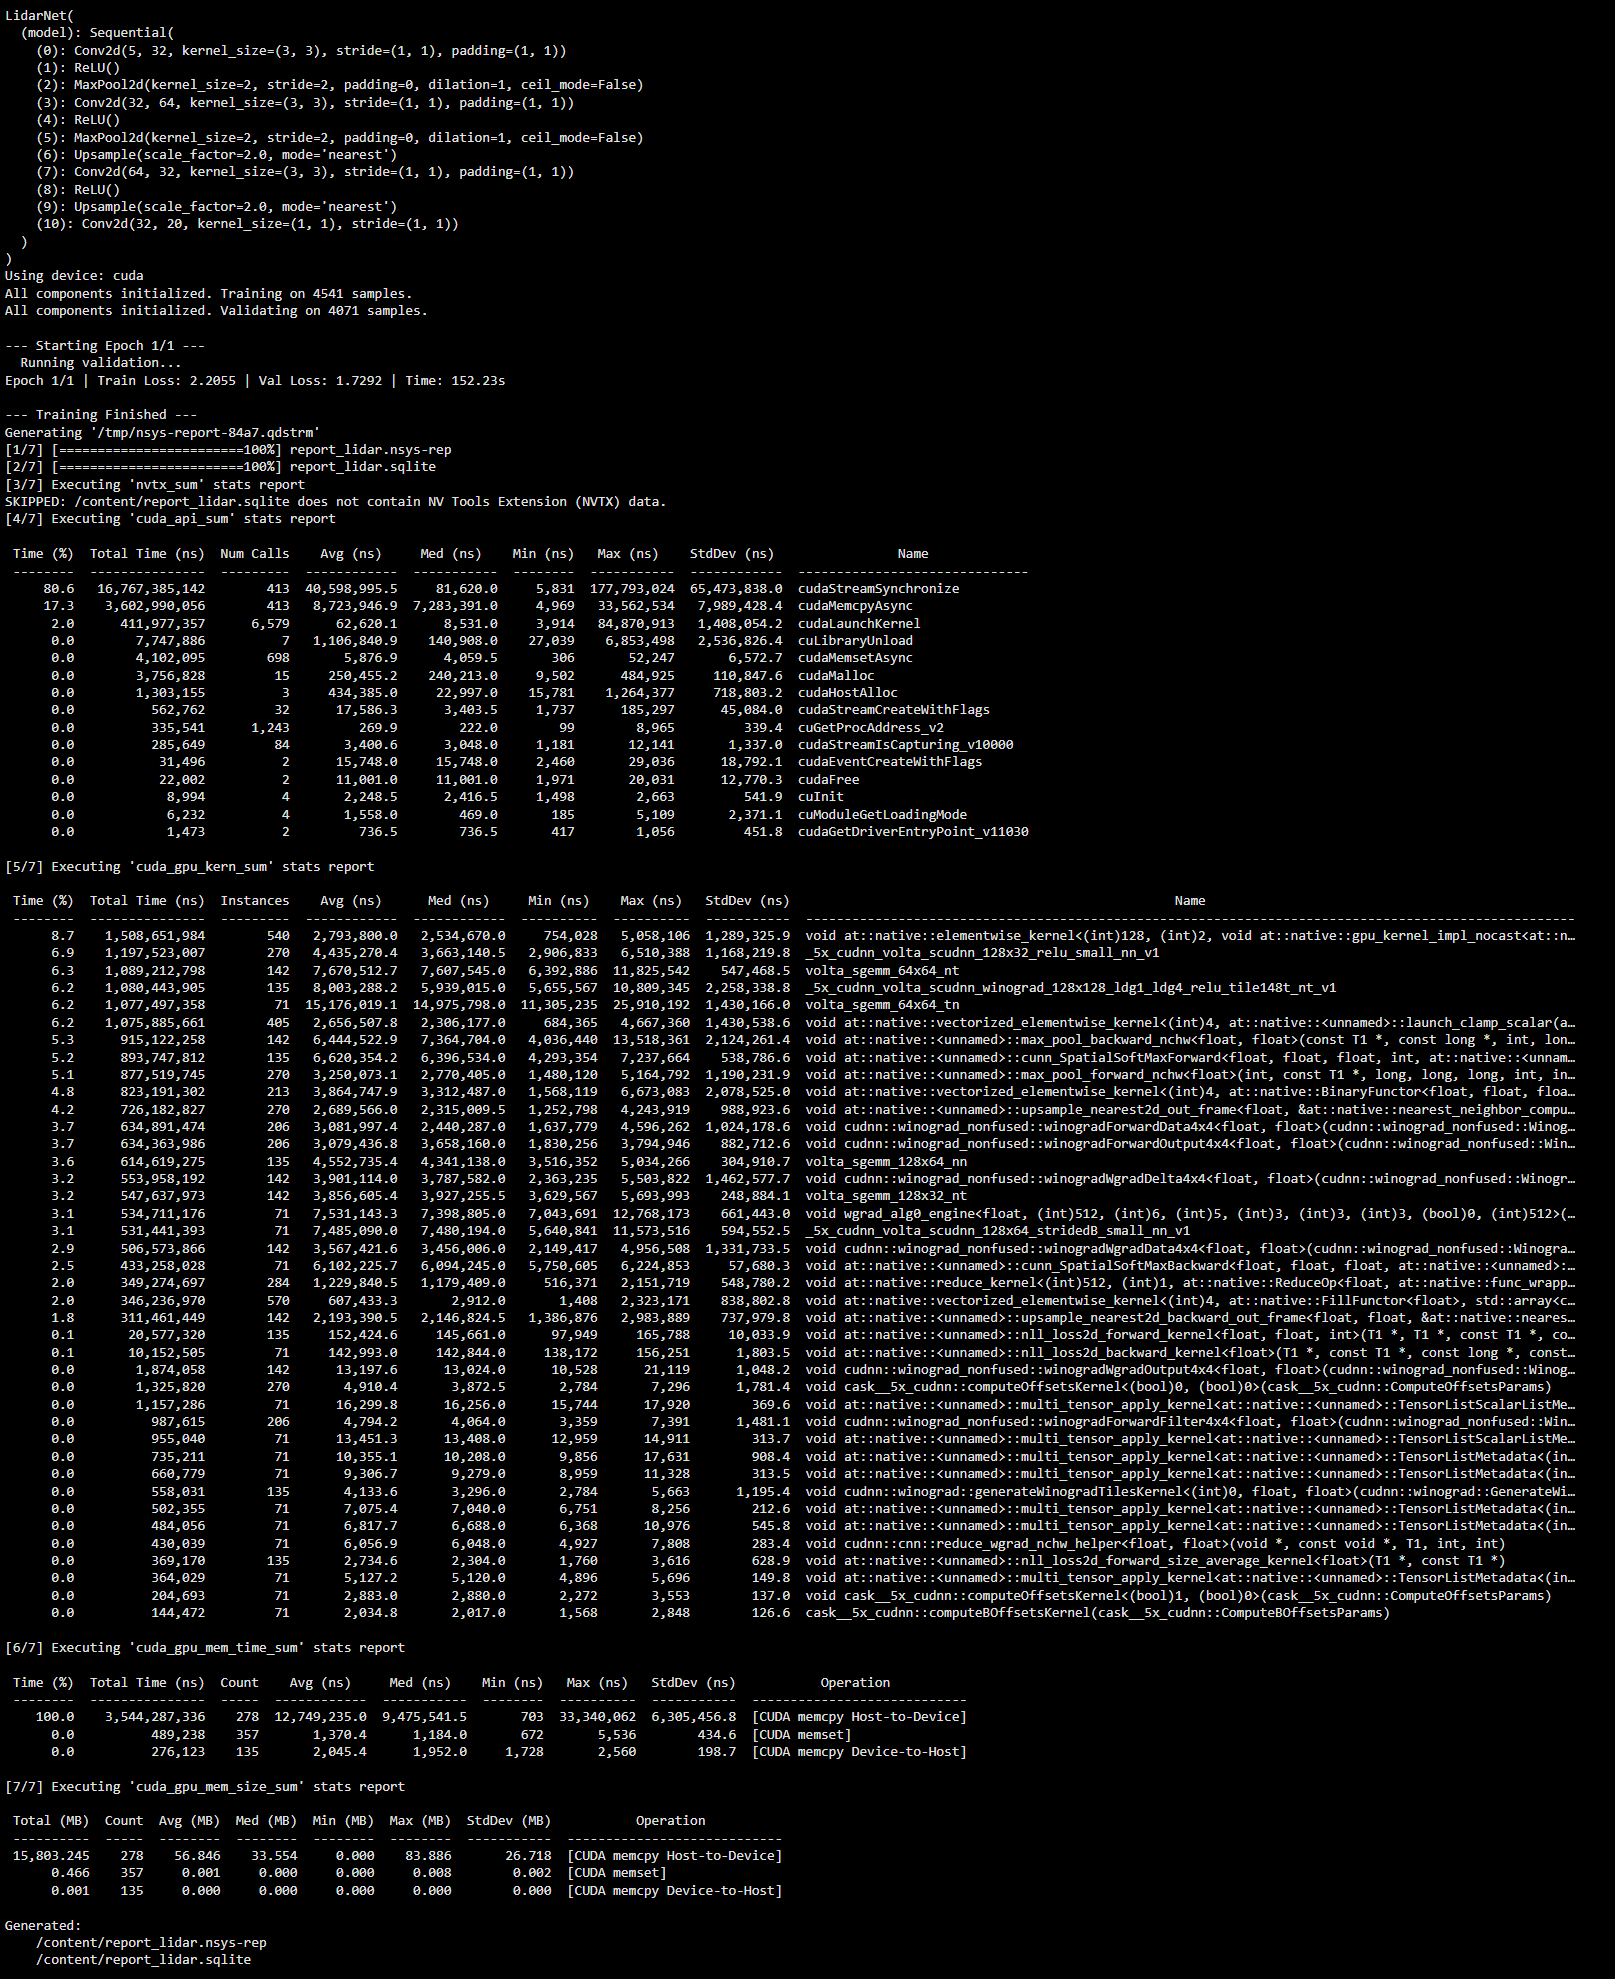 LidarNet(
  (model): Sequential(
    (0): Conv2d(5, 32, kernel_size=(3, 3), stride=(1, 1), padding=(1, 1))
    (1): ReLU()
    (2): MaxPool2d(kernel_size=2, stride=2, padding=0, dilation=1, ceil_mode=False)
    (3): Conv2d(32, 64, kernel_size=(3, 3), stride=(1, 1), padding=(1, 1))
    (4): ReLU()
    (5): MaxPool2d(kernel_size=2, stride=2, padding=0, dilation=1, ceil_mode=False)
    (6): Upsample(scale_factor=2.0, mode='nearest')
    (7): Conv2d(64, 32, kernel_size=(3, 3), stride=(1, 1), padding=(1, 1))
    (8): ReLU()
    (9): Upsample(scale_factor=2.0, mode='nearest')
    (10): Conv2d(32, 20, kernel_size=(1, 1), stride=(1, 1))
  )
)
Using device: cuda
All components initialized. Training on 4541 samples.
All components initialized. Validating on 4071 samples.

--- Starting Epoch 1/1 ---
  Running validation...
Epoch 1/1 | Train Loss: 2.2055 | Val Loss: 1.7292 | Time: 152.23s

--- Training Finished ---
Generating '/tmp/nsys-report-84a7.qdstrm'
[1/7] [========================100%] report_lidar.nsys-rep
[2/7] [========================100%] report_lidar.sqlite
[3/7] Executing 'nvtx_sum' stats report
SKIPPED: /content/report_lidar.sqlite does not contain NV Tools Extension (NVTX) data.
[4/7] Executing 'cuda_api_sum' stats report

Time (%) Total Time (ns) Num Calls Avg (ns) Med (ns) Min (ns) Max (ns) StdDev (ns) Name
-------- --------------- --------- ------------ ----------- -------- ----------- ------------ ------------------------------
80.6 16,767,385,142 413 40,598,995.5 81,620.0 5,831 177,793,024 65,473,838.0 cudaStreamSynchronize
17.3 3,602,990,056 413 8,723,946.9 7,283,391.0 4,969 33,562,534 7,989,428.4 cudaMemcpyAsync
2.0 411,977,357 6,579 62,620.1 8,531.0 3,914 84,870,913 1,408,054.2 cudaLaunchKernel
0.0 7,747,886 7 1,106,840.9 140,908.0 27,039 6,853,498 2,536,826.4 cuLibraryUnload
0.0 4,102,095 698 5,876.9 4,059.5 306 52,247 6,572.7 cudaMemsetAsync
0.0 3,756,828 15 250,455.2 240,213.0 9,502 484,925 110,847.6 cudaMalloc
0.0 1,303,155 3 434,385.0 22,997.0 15,781 1,264,377 718,803.2 cudaHostAlloc
0.0 562,762 32 17,586.3 3,403.5 1,737 185,297 45,084.0 cudaStreamCreateWithFlags
0.0 335,541 1,243 269.9 222.0 99 8,965 339.4 cuGetProcAddress_v2
0.0 285,649 84 3,400.6 3,048.0 1,181 12,141 1,337.0 cudaStreamIsCapturing_v10000
0.0 31,496 2 15,748.0 15,748.0 2,460 29,036 18,792.1 cudaEventCreateWithFlags
0.0 22,002 2 11,001.0 11,001.0 1,971 20,031 12,770.3 cudaFree
0.0 8,994 4 2,248.5 2,416.5 1,498 2,663 541.9 cuInit
0.0 6,232 4 1,558.0 469.0 185 5,109 2,371.1 cuModuleGetLoadingMode
0.0 1,473 2 736.5 736.5 417 1,056 451.8 cudaGetDriverEntryPoint_v11030

[5/7] Executing 'cuda_gpu_kern_sum' stats report

Time (%) Total Time (ns) Instances Avg (ns) Med (ns) Min (ns) Max (ns) StdDev (ns) Name
-------- --------------- --------- ------------ ------------ ---------- ---------- ----------- ----------------------------------------------------------------------------------------------------
8.7 1,508,651,984 540 2,793,800.0 2,534,670.0 754,028 5,058,106 1,289,325.9 void at::native::elementwise_kernel<(int)128, (int)2, void at::native::gpu_kernel_impl_nocast<at::n…
6.9 1,197,523,007 270 4,435,270.4 3,663,140.5 2,906,833 6,510,388 1,168,219.8 _5x_cudnn_volta_scudnn_128x32_relu_small_nn_v1
6.3 1,089,212,798 142 7,670,512.7 7,607,545.0 6,392,886 11,825,542 547,468.5 volta_sgemm_64x64_nt
6.2 1,080,443,905 135 8,003,288.2 5,939,015.0 5,655,567 10,809,345 2,258,338.8 _5x_cudnn_volta_scudnn_winograd_128x128_ldg1_ldg4_relu_tile148t_nt_v1
6.2 1,077,497,358 71 15,176,019.1 14,975,798.0 11,305,235 25,910,192 1,430,166.0 volta_sgemm_64x64_tn
6.2 1,075,885,661 405 2,656,507.8 2,306,177.0 684,365 4,667,360 1,430,538.6 void at::native::vectorized_elementwise_kernel<(int)4, at::native::<unnamed>::launch_clamp_scalar(a…
5.3 915,122,258 142 6,444,522.9 7,364,704.0 4,036,440 13,518,361 2,124,261.4 void at::native::<unnamed>::max_pool_backward_nchw<float, float>(const T1 *, const long *, int, lon…
5.2 893,747,812 135 6,620,354.2 6,396,534.0 4,293,354 7,237,664 538,786.6 void at::native::<unnamed>::cunn_SpatialSoftMaxForward<float, float, float, int, at::native::<unnam…
5.1 877,519,745 270 3,250,073.1 2,770,405.0 1,480,120 5,164,792 1,190,231.9 void at::native::<unnamed>::max_pool_forward_nchw<float>(int, const T1 *, long, long, long, int, in…
4.8 823,191,302 213 3,864,747.9 3,312,487.0 1,568,119 6,673,083 2,078,525.0 void at::native::vectorized_elementwise_kernel<(int)4, at::native::BinaryFunctor<float, float, floa…
4.2 726,182,827 270 2,689,566.0 2,315,009.5 1,252,798 4,243,919 988,923.6 void at::native::<unnamed>::upsample_nearest2d_out_frame<float, &at::native::nearest_neighbor_compu…
3.7 634,891,474 206 3,081,997.4 2,440,287.0 1,637,779 4,596,262 1,024,178.6 void cudnn::winograd_nonfused::winogradForwardData4x4<float, float>(cudnn::winograd_nonfused::Winog…
3.7 634,363,986 206 3,079,436.8 3,658,160.0 1,830,256 3,794,946 882,712.6 void cudnn::winograd_nonfused::winogradForwardOutput4x4<float, float>(cudnn::winograd_nonfused::Win…
3.6 614,619,275 135 4,552,735.4 4,341,138.0 3,516,352 5,034,266 304,910.7 volta_sgemm_128x64_nn
3.2 553,958,192 142 3,901,114.0 3,787,582.0 2,363,235 5,503,822 1,462,577.7 void cudnn::winograd_nonfused::winogradWgradDelta4x4<float, float>(cudnn::winograd_nonfused::Winogr…
3.2 547,637,973 142 3,856,605.4 3,927,255.5 3,629,567 5,693,993 248,884.1 volta_sgemm_128x32_nt
3.1 534,711,176 71 7,531,143.3 7,398,805.0 7,043,691 12,768,173 661,443.0 void wgrad_alg0_engine<float, (int)512, (int)6, (int)5, (int)3, (int)3, (int)3, (bool)0, (int)512>(…
3.1 531,441,393 71 7,485,090.0 7,480,194.0 5,640,841 11,573,516 594,552.5 _5x_cudnn_volta_scudnn_128x64_stridedB_small_nn_v1
2.9 506,573,866 142 3,567,421.6 3,456,006.0 2,149,417 4,956,508 1,331,733.5 void cudnn::winograd_nonfused::winogradWgradData4x4<float, float>(cudnn::winograd_nonfused::Winogra…
2.5 433,258,028 71 6,102,225.7 6,094,245.0 5,750,605 6,224,853 57,680.3 void at::native::<unnamed>::cunn_SpatialSoftMaxBackward<float, float, float, at::native::<unnamed>:…
2.0 349,274,697 284 1,229,840.5 1,179,409.0 516,371 2,151,719 548,780.2 void at::native::reduce_kernel<(int)512, (int)1, at::native::ReduceOp<float, at::native::func_wrapp…
2.0 346,236,970 570 607,433.3 2,912.0 1,408 2,323,171 838,802.8 void at::native::vectorized_elementwise_kernel<(int)4, at::native::FillFunctor<float>, std::array<c…
1.8 311,461,449 142 2,193,390.5 2,146,824.5 1,386,876 2,983,889 737,979.8 void at::native::<unnamed>::upsample_nearest2d_backward_out_frame<float, float, &at::native::neares…
0.1 20,577,320 135 152,424.6 145,661.0 97,949 165,788 10,033.9 void at::native::<unnamed>::nll_loss2d_forward_kernel<float, float, int>(T1 *, T1 *, const T1 *, co…
0.1 10,152,505 71 142,993.0 142,844.0 138,172 156,251 1,803.5 void at::native::<unnamed>::nll_loss2d_backward_kernel<float>(T1 *, const T1 *, const long *, const…
0.0 1,874,058 142 13,197.6 13,024.0 10,528 21,119 1,048.2 void cudnn::winograd_nonfused::winogradWgradOutput4x4<float, float>(cudnn::winograd_nonfused::Winog…
0.0 1,325,820 270 4,910.4 3,872.5 2,784 7,296 1,781.4 void cask__5x_cudnn::computeOffsetsKernel<(bool)0, (bool)0>(cask__5x_cudnn::ComputeOffsetsParams)
0.0 1,157,286 71 16,299.8 16,256.0 15,744 17,920 369.6 void at::native::<unnamed>::multi_tensor_apply_kernel<at::native::<unnamed>::TensorListScalarListMe…
0.0 987,615 206 4,794.2 4,064.0 3,359 7,391 1,481.1 void cudnn::winograd_nonfused::winogradForwardFilter4x4<float, float>(cudnn::winograd_nonfused::Win…
0.0 955,040 71 13,451.3 13,408.0 12,959 14,911 313.7 void at::native::<unnamed>::multi_tensor_apply_kernel<at::native::<unnamed>::TensorListScalarListMe…
0.0 735,211 71 10,355.1 10,208.0 9,856 17,631 908.4 void at::native::<unnamed>::multi_tensor_apply_kernel<at::native::<unnamed>::TensorListMetadata<(in…
0.0 660,779 71 9,306.7 9,279.0 8,959 11,328 313.5 void at::native::<unnamed>::multi_tensor_apply_kernel<at::native::<unnamed>::TensorListMetadata<(in…
0.0 558,031 135 4,133.6 3,296.0 2,784 5,663 1,195.4 void cudnn::winograd::generateWinogradTilesKernel<(int)0, float, float>(cudnn::winograd::GenerateWi…
0.0 502,355 71 7,075.4 7,040.0 6,751 8,256 212.6 void at::native::<unnamed>::multi_tensor_apply_kernel<at::native::<unnamed>::TensorListMetadata<(in…
0.0 484,056 71 6,817.7 6,688.0 6,368 10,976 545.8 void at::native::<unnamed>::multi_tensor_apply_kernel<at::native::<unnamed>::TensorListMetadata<(in…
0.0 430,039 71 6,056.9 6,048.0 4,927 7,808 283.4 void cudnn::cnn::reduce_wgrad_nchw_helper<float, float>(void *, const void *, T1, int, int)
0.0 369,170 135 2,734.6 2,304.0 1,760 3,616 628.9 void at::native::<unnamed>::nll_loss2d_forward_size_average_kernel<float>(T1 *, const T1 *)
0.0 364,029 71 5,127.2 5,120.0 4,896 5,696 149.8 void at::native::<unnamed>::multi_tensor_apply_kernel<at::native::<unnamed>::TensorListMetadata<(in…
0.0 204,693 71 2,883.0 2,880.0 2,272 3,553 137.0 void cask__5x_cudnn::computeOffsetsKernel<(bool)1, (bool)0>(cask__5x_cudnn::ComputeOffsetsParams)
0.0 144,472 71 2,034.8 2,017.0 1,568 2,848 126.6 cask__5x_cudnn::computeBOffsetsKernel(cask__5x_cudnn::ComputeBOffsetsParams)

[6/7] Executing 'cuda_gpu_mem_time_sum' stats report

Time (%) Total Time (ns) Count Avg (ns) Med (ns) Min (ns) Max (ns) StdDev (ns) Operation
-------- --------------- ----- ------------ ----------- -------- ---------- ----------- ----------------------------
100.0 3,544,287,336 278 12,749,235.0 9,475,541.5 703 33,340,062 6,305,456.8 [CUDA memcpy Host-to-Device]
0.0 489,238 357 1,370.4 1,184.0 672 5,536 434.6 [CUDA memset]
0.0 276,123 135 2,045.4 1,952.0 1,728 2,560 198.7 [CUDA memcpy Device-to-Host]

[7/7] Executing 'cuda_gpu_mem_size_sum' stats report

Total (MB) Count Avg (MB) Med (MB) Min (MB) Max (MB) StdDev (MB) Operation
---------- ----- -------- -------- -------- -------- ----------- ----------------------------
15,803.245 278 56.846 33.554 0.000 83.886 26.718 [CUDA memcpy Host-to-Device]
0.466 357 0.001 0.000 0.000 0.008 0.002 [CUDA memset]
0.001 135 0.000 0.000 0.000 0.000 0.000 [CUDA memcpy Device-to-Host]

Generated:
    /content/report_lidar.nsys-rep
    /content/report_lidar.sqlite